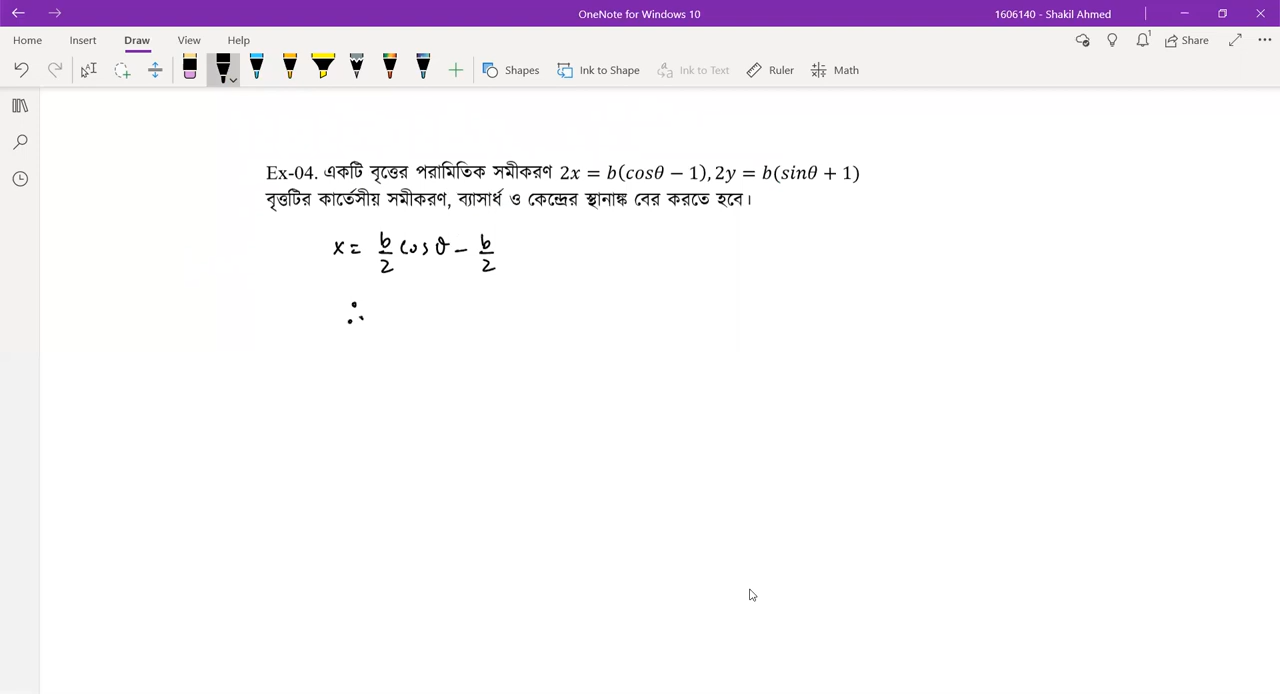 OneNote for Windows 10
1606140 - Shakil Ahmed
Home Insert Draw View Help
1 Share
Shapes Ink to Shape Ink to Text Ruler Math
Ex-04. একটি বৃত্তের পরামিতিক সমীকরণ 2x = b(cosθ − 1), 2y = b(sinθ + 1)
বৃত্তটির কার্তেসীয় সমীকরণ, ব্যাসার্ধ ও কেন্দ্রের স্থানাঙ্ক বের করতে হবে।
x = b/2 cosθ − b/2
∴